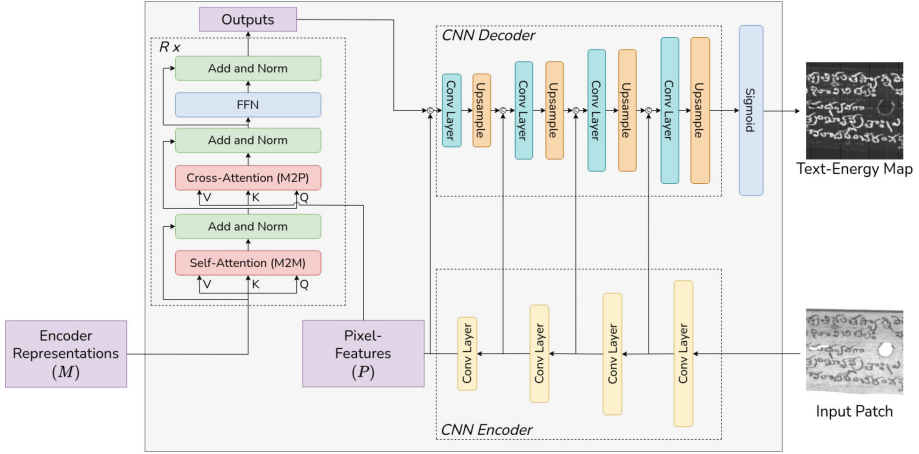 Outputs
R x
Add and Norm
FFN
Add and Norm
Cross-Attention (M2P)
V K Q
Add and Norm
Self-Attention (M2M)
V K Q
Encoder
Representations
(M)
Pixel-
Features
(P)
CNN Decoder
© Conv Layer
Upsample
© Conv Layer
Upsample
© Conv Layer
Upsample
© Conv Layer
Upsample
Sigmoid
Text-Energy Map
Conv Layer
Conv Layer
Conv Layer
Conv Layer
CNN Encoder
Input Patch